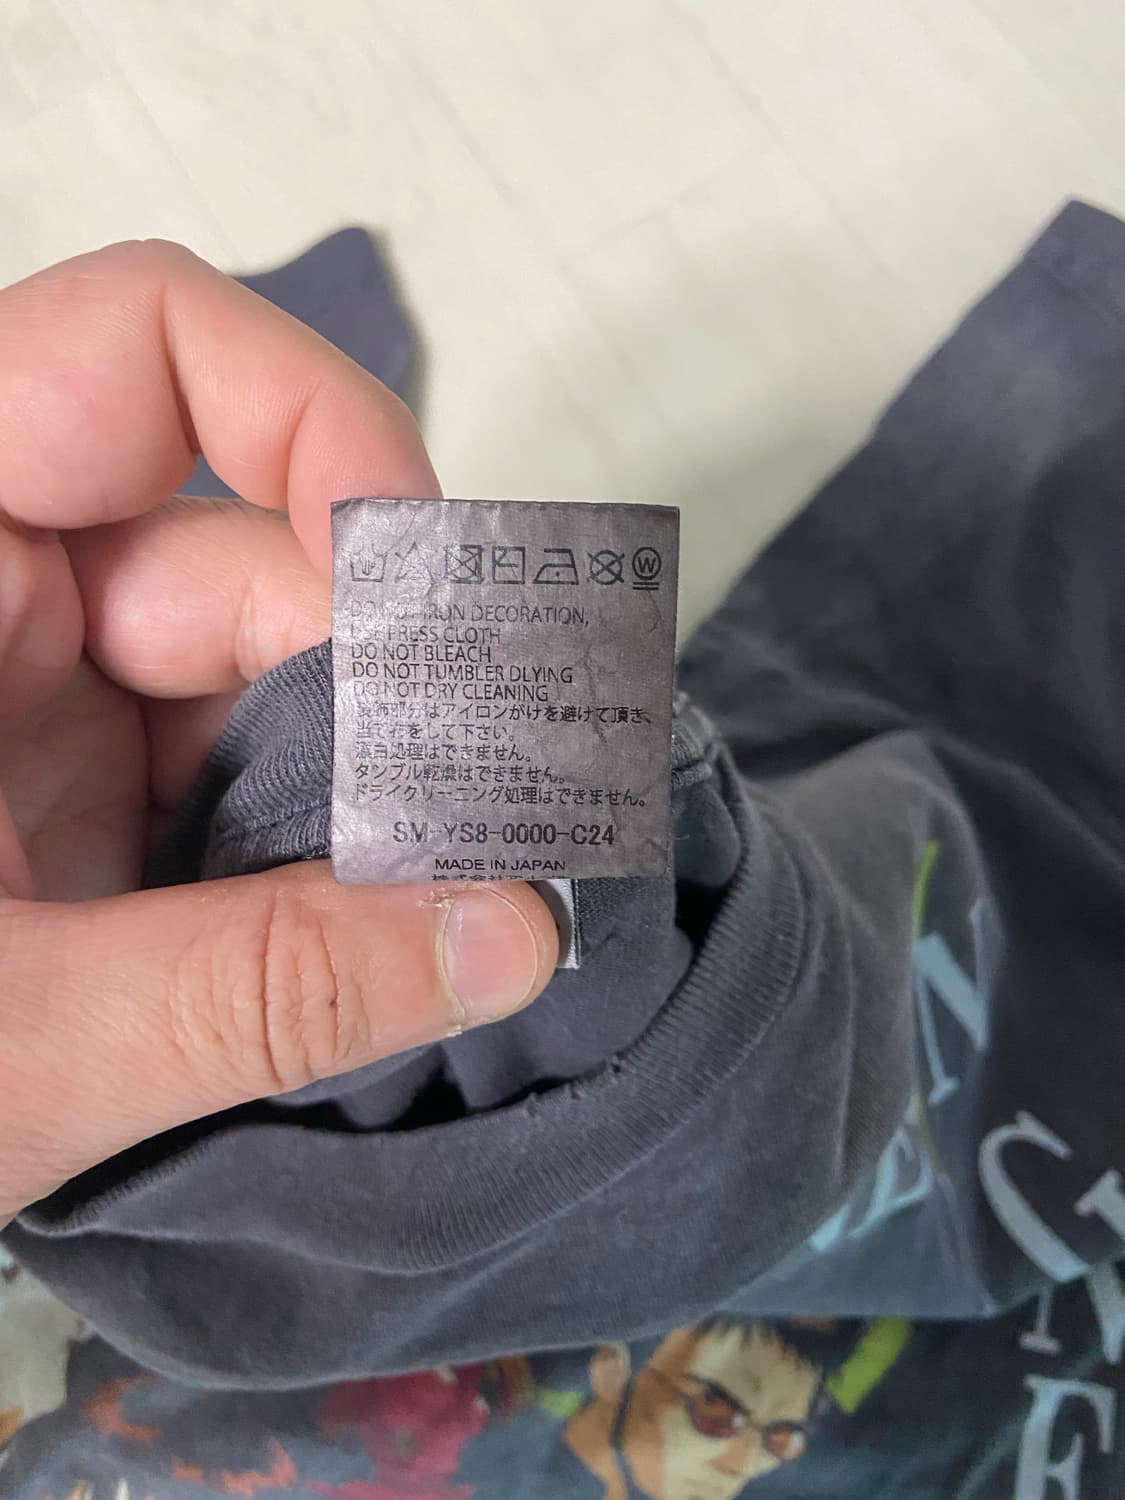 W
DO NOT IRON DECORATION,
PRESS CLOTH
DO NOT BLEACH
DO NOT TUMBLER DLYING
DO NOT DRY CLEANING
装飾部分はアイロンがけを避けて頂き、
当て布をして下さい。
漂白処理はできません。
タンブル乾燥はできません。
ドライクリーニング処理はできません。
SM-YS8-0000-C24
MADE IN JAPAN
株式会社
N
G
E
E